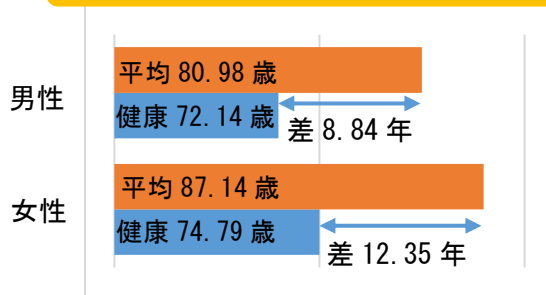 男性
平均 80.98 歳
健康 72.14 歳
差 8.84 年
女性
平均 87.14 歳
健康 74.79 歳
差 12.35 年